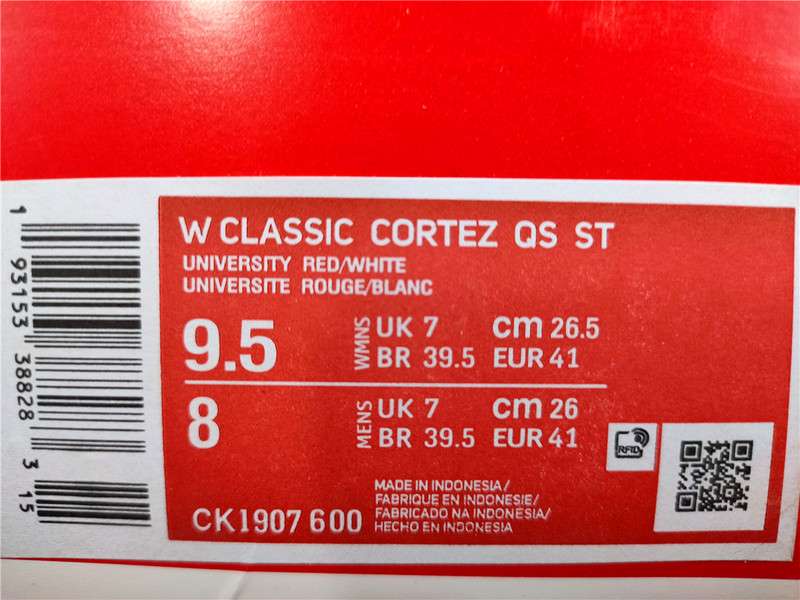 W CLASSIC CORTEZ QS ST
UNIVERSITY RED/WHITE
UNIVERSITE ROUGE/BLANC
9.5 WMNS UK 7 cm 26.5
BR 39.5 EUR 41
8 MENS UK 7 cm 26
BR 39.5 EUR 41
CK1907 600
MADE IN INDONESIA/
FABRIQUE EN INDONESIE/
FABRICADO NA INDONESIA/
HECHO EN INDONESIA
RFID
1 93153 38828 3 15